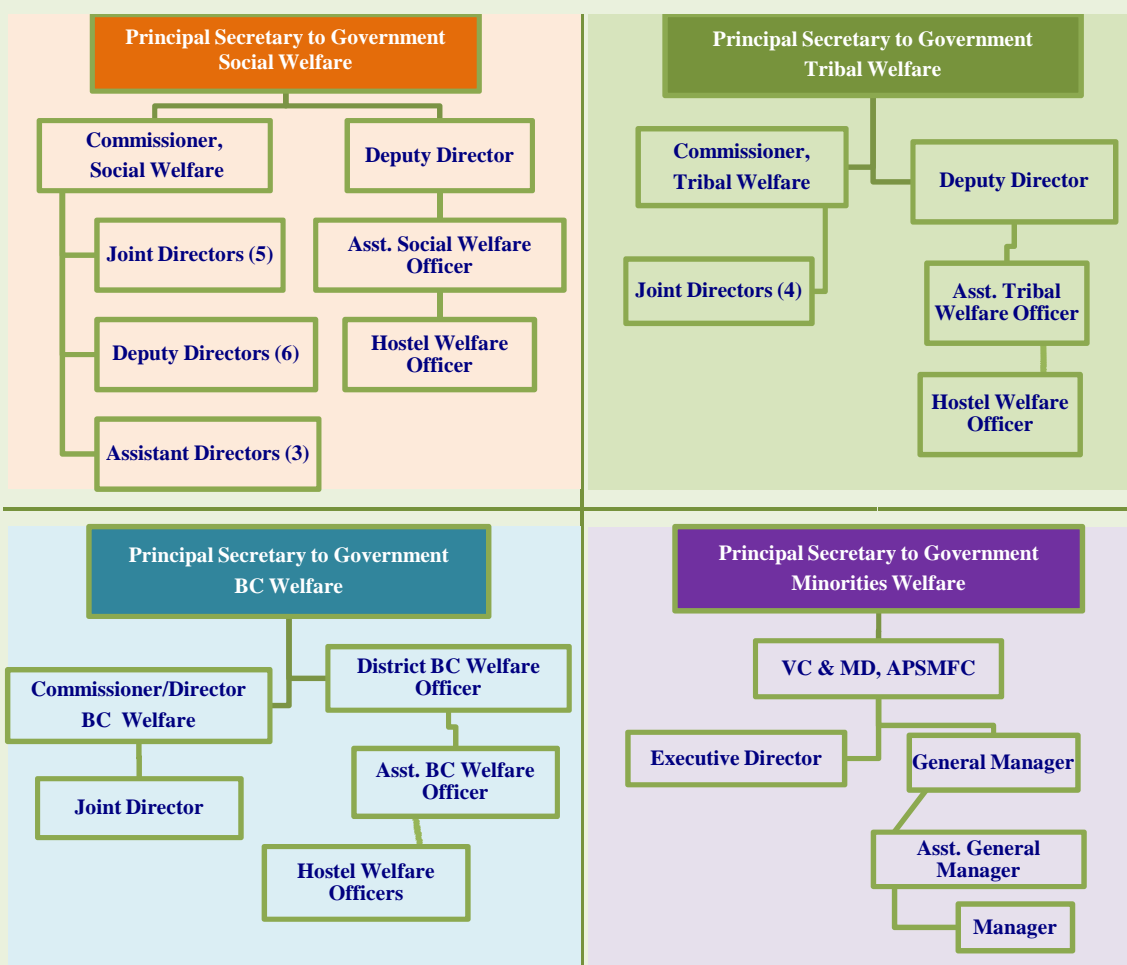 Principal Secretary to Government
Social Welfare
Commissioner,
Social Welfare
Deputy Director
Joint Directors (5)
Asst. Social Welfare
Officer
Deputy Directors (6)
Hostel Welfare
Officer
Assistant Directors (3)
Principal Secretary to Government
Tribal Welfare
Commissioner,
Tribal Welfare
Deputy Director
Joint Directors (4)
Asst. Tribal
Welfare Officer
Hostel Welfare
Officer
Principal Secretary to Government
BC Welfare
Commissioner/Director
BC Welfare
District BC Welfare
Officer
Joint Director
Asst. BC Welfare
Officer
Hostel Welfare
Officers
Principal Secretary to Government
Minorities Welfare
VC & MD, APSMFC
Executive Director
General Manager
Asst. General
Manager
Manager